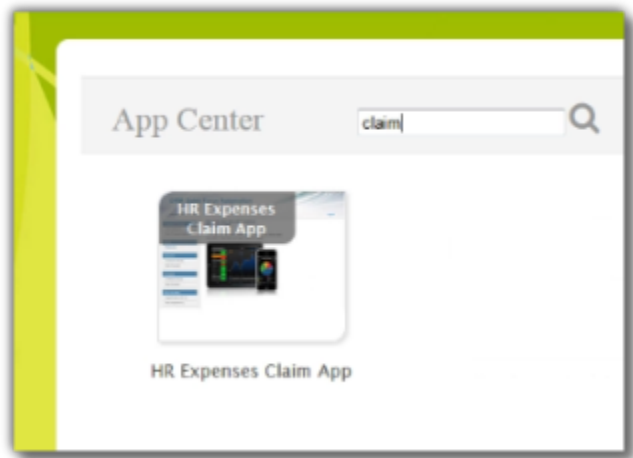 App Center
claim
HR Expenses
Claim App
HR Expenses Claim App